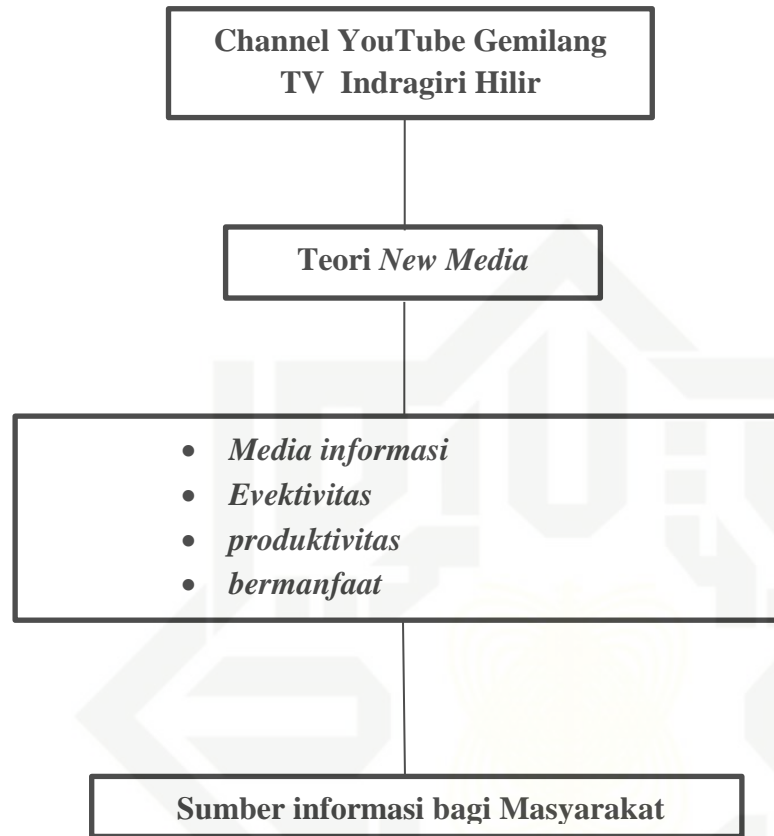 Channel YouTube Gemilang
TV Indragiri Hilir
Teori New Media
• Media informasi
• Evektivitas
• produktivitas
• bermanfaat
Sumber informasi bagi Masyarakat